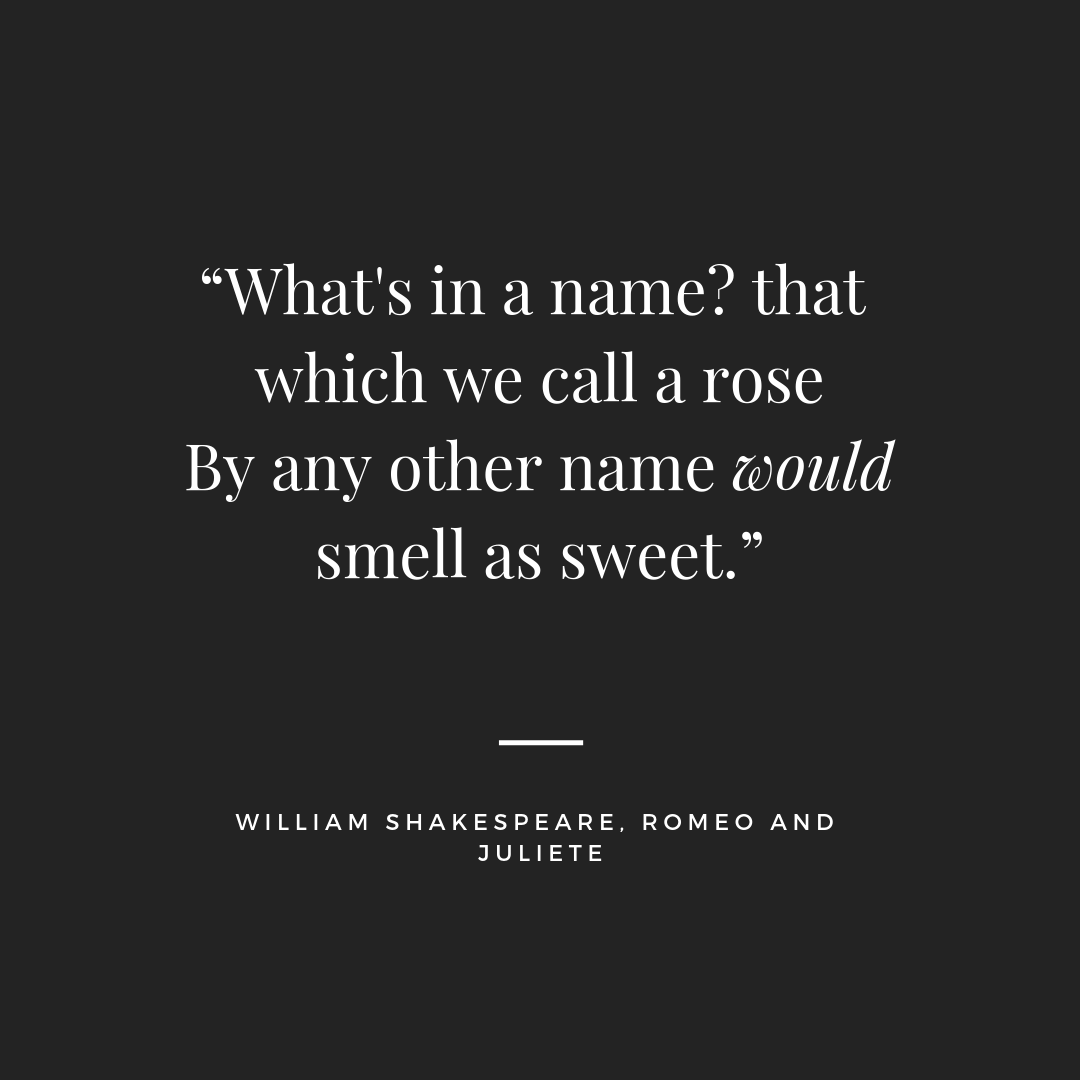 “What's in a name? that
which we call a rose
By any other name would
smell as sweet.”
WILLIAM SHAKESPEARE, ROMEO AND
JULIETE